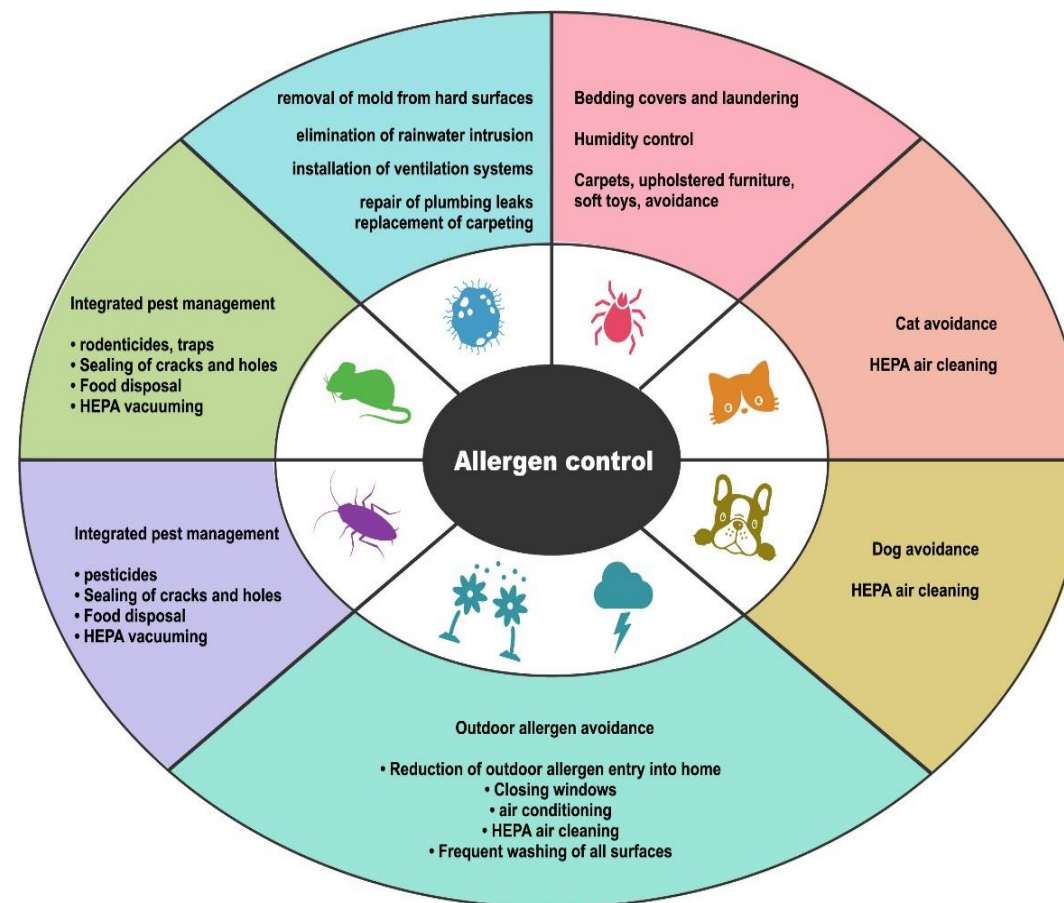 removal of mold from hard surfaces
elimination of rainwater intrusion
installation of ventilation systems
repair of plumbing leaks
replacement of carpeting
Bedding covers and laundering
Humidity control
Carpets, upholstered furniture,
soft toys, avoidance
Integrated pest management
• rodenticides, traps
• Sealing of cracks and holes
• Food disposal
• HEPA vacuuming
Cat avoidance
HEPA air cleaning
Allergen control
Integrated pest management
• pesticides
• Sealing of cracks and holes
• Food disposal
• HEPA vacuuming
Dog avoidance
HEPA air cleaning
Outdoor allergen avoidance
• Reduction of outdoor allergen entry into home
• Closing windows
• air conditioning
• HEPA air cleaning
• Frequent washing of all surfaces